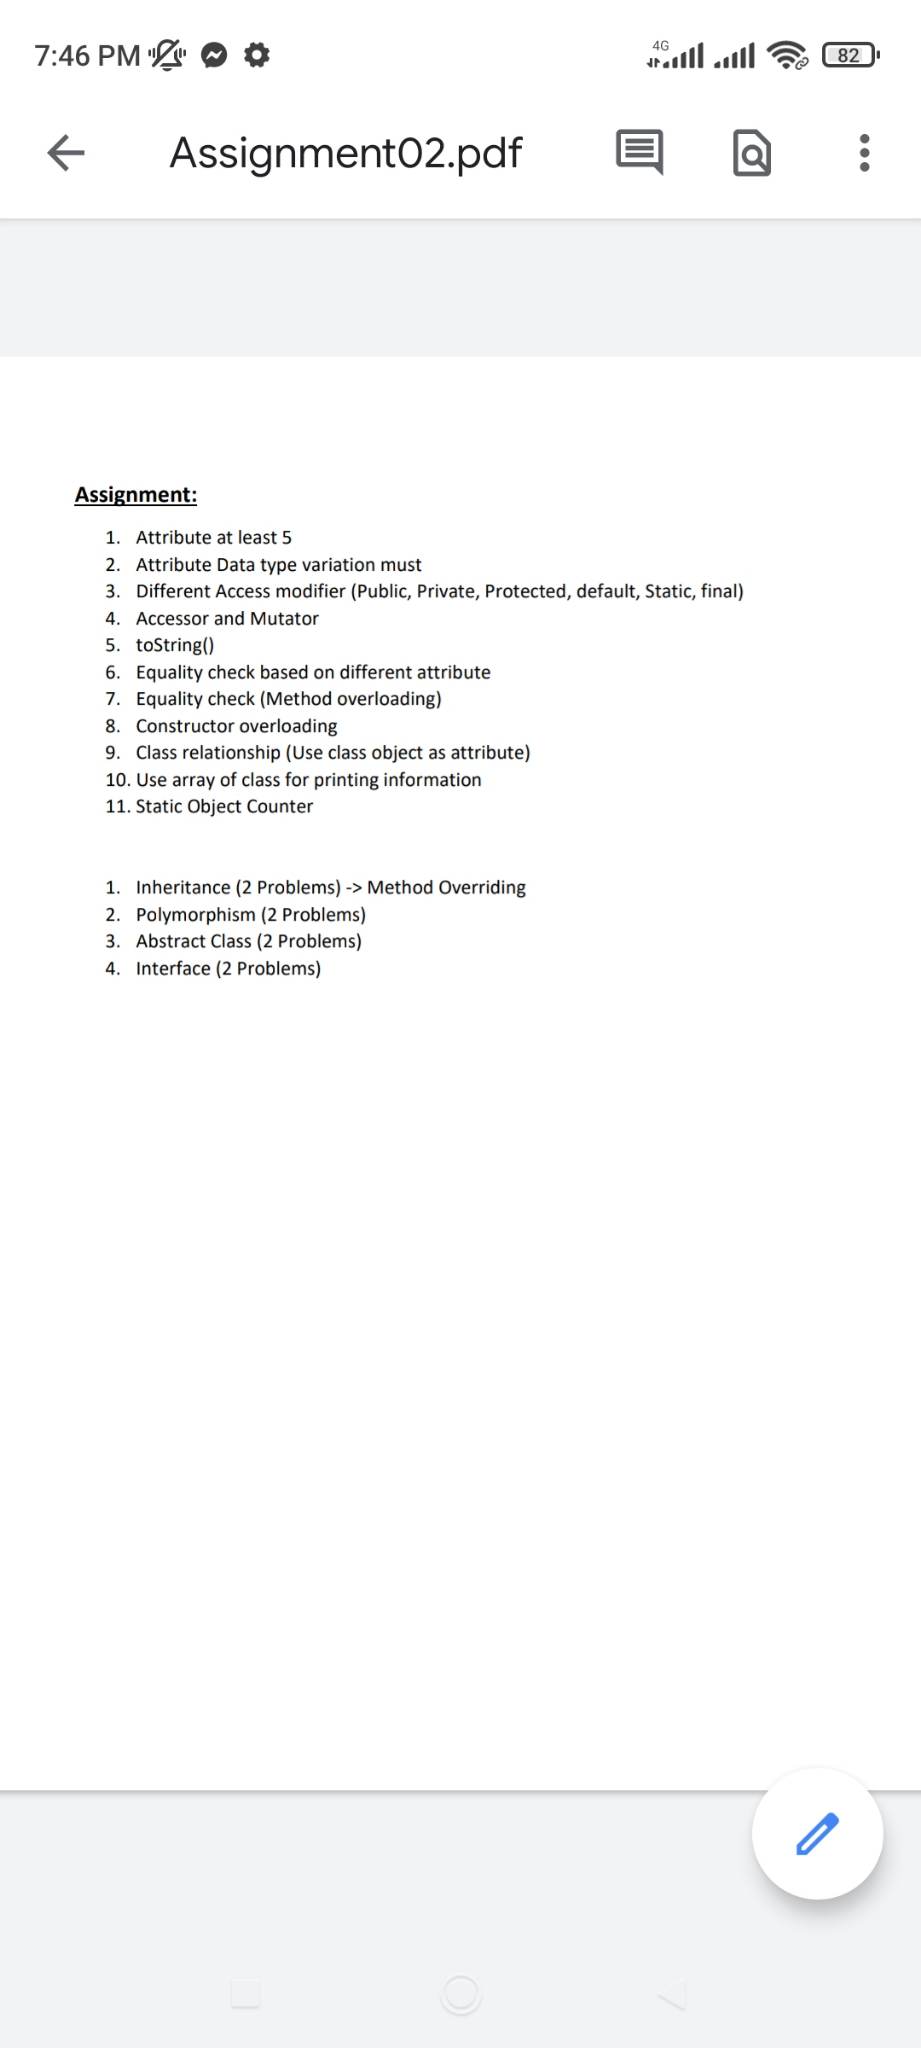 7:46 PM
4G
82
Assignment02.pdf
Assignment:
1. Attribute at least 5
2. Attribute Data type variation must
3. Different Access modifier (Public, Private, Protected, default, Static, final)
4. Accessor and Mutator
5. toString()
6. Equality check based on different attribute
7. Equality check (Method overloading)
8. Constructor overloading
9. Class relationship (Use class object as attribute)
10. Use array of class for printing information
11. Static Object Counter
1. Inheritance (2 Problems) -> Method Overriding
2. Polymorphism (2 Problems)
3. Abstract Class (2 Problems)
4. Interface (2 Problems)